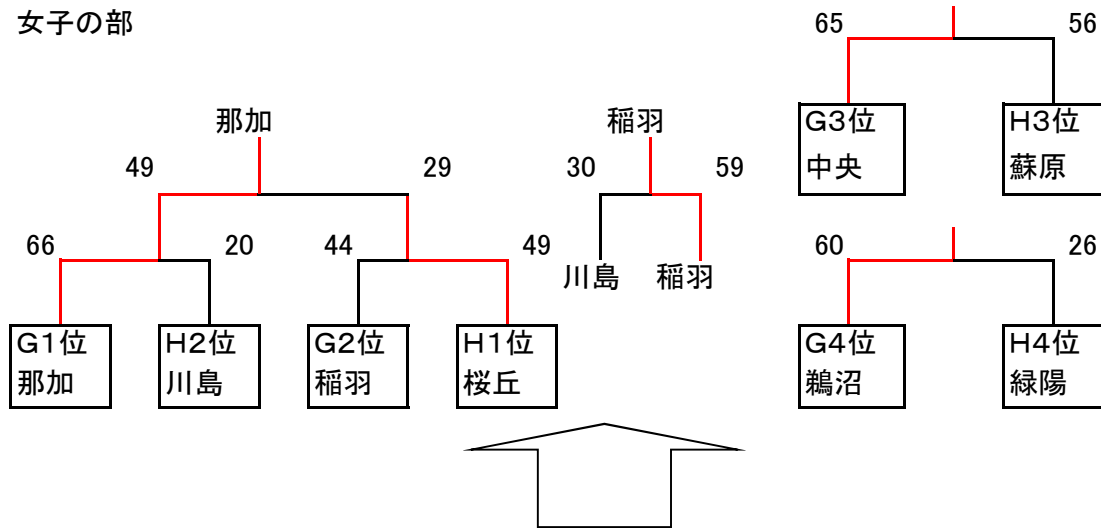 女子の部
65 56
那加 稲羽
G3位 H3位
中央 蘇原
49 29 30 59
66 20 44 49
60 26
川島 稲羽
G1位 H2位 G2位 H1位
那加 川島 稲羽 桜丘
G4位 H4位
鵜沼 緑陽